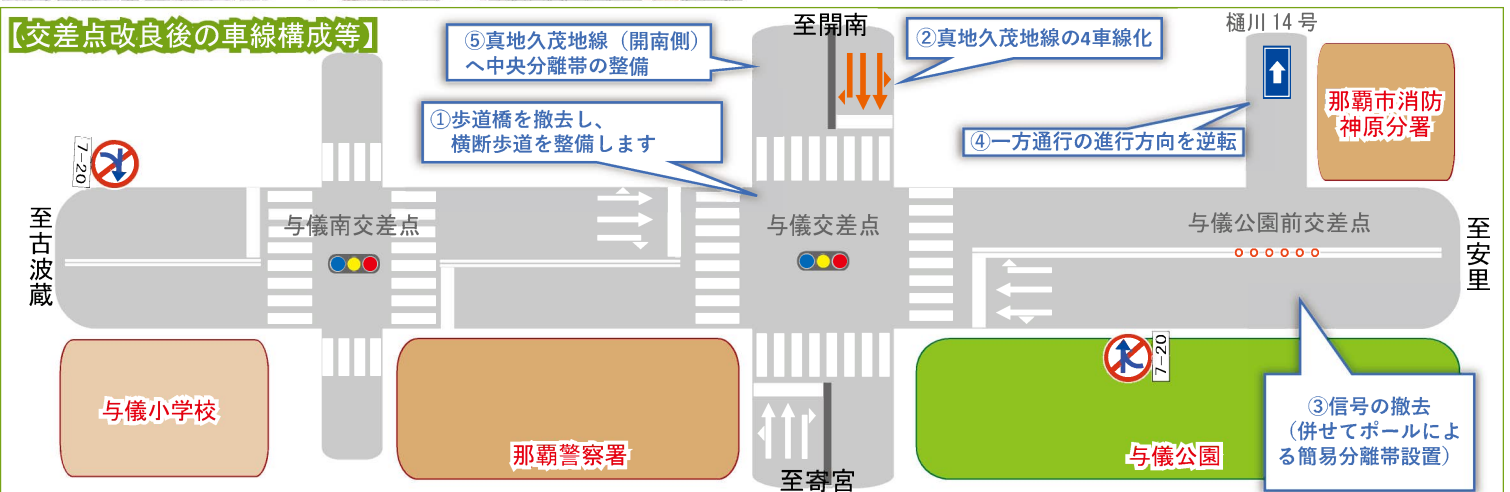 【交差点改良後の車線構成等】
⑤真地久茂地線(開南側)
へ中央分離帯の整備
至開南
②真地久茂地線の4車線化
樋川14号
那覇市消防
神原分署
①歩道橋を撤去し、
横断歩道を整備します
④一方通行の進行方向を逆転
7-20
至古波蔵
与儀南交差点
与儀交差点
与儀公園前交差点
至安里
7-20
与儀小学校
那覇警察署
至寄宮
与儀公園
③信号の撤去
(併せてポールによ
る簡易分離帯設置)